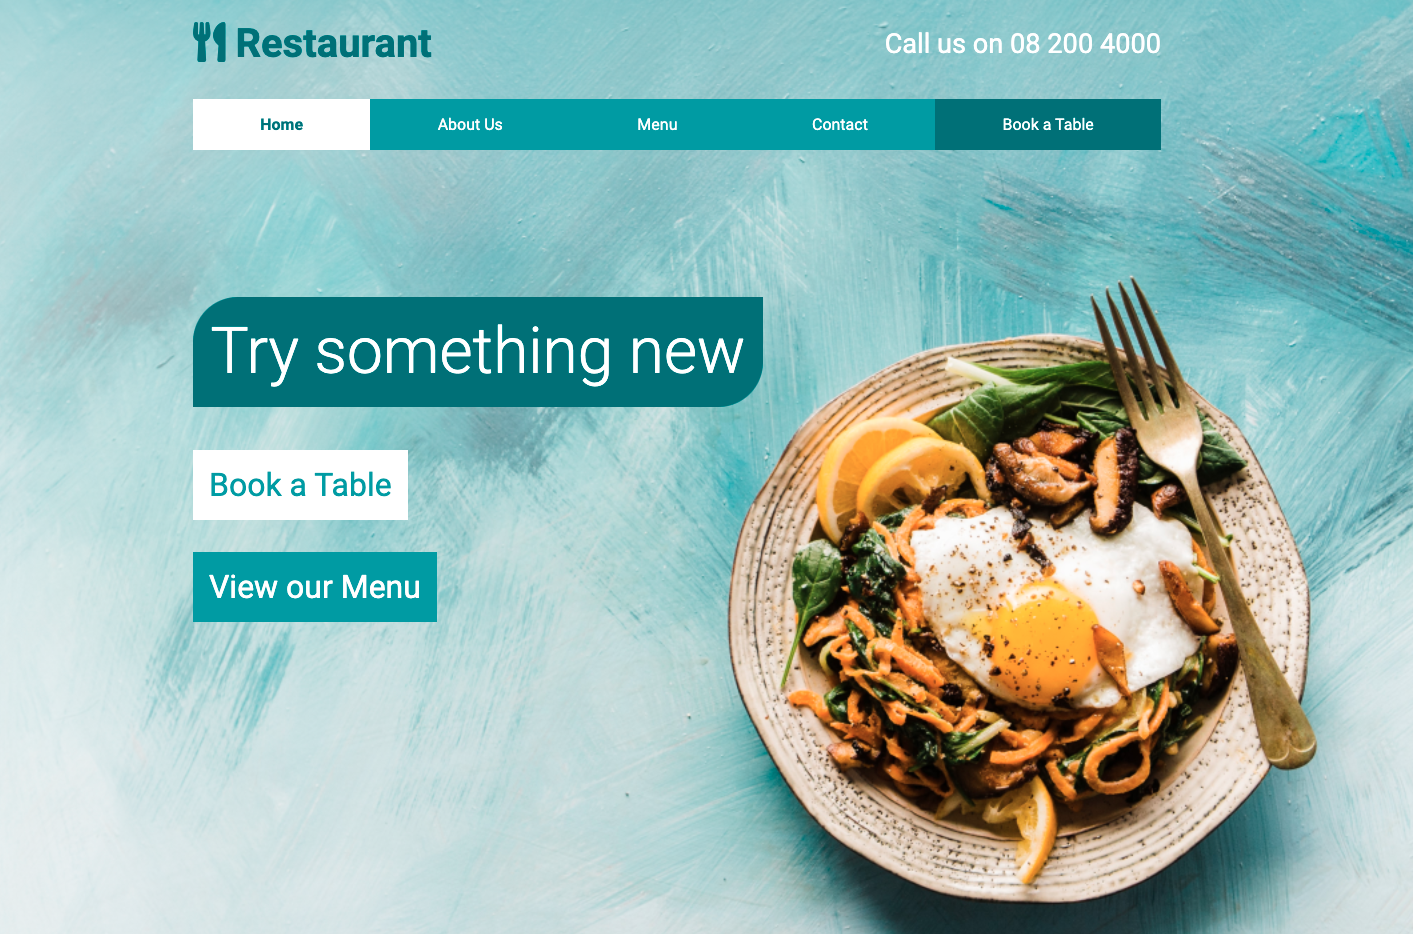 Restaurant
Call us on 08 200 4000
Home
About Us
Menu
Contact
Book a Table
Try something new
Book a Table
View our Menu